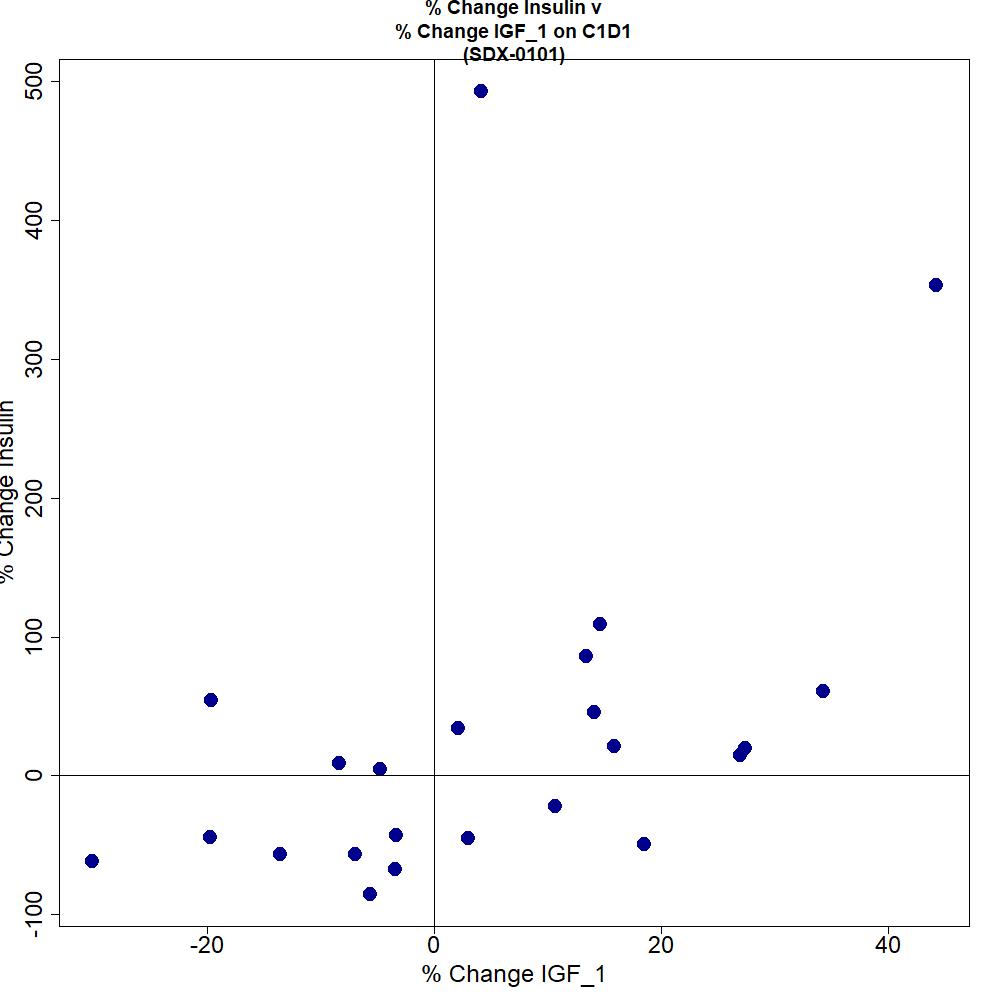 % Change Insulin v
% Change IGF_1 on C1D1
(SDX-0101)
500
400
300
200
100
0
-100
% Change Insulin
-20
0
20
40
% Change IGF_1